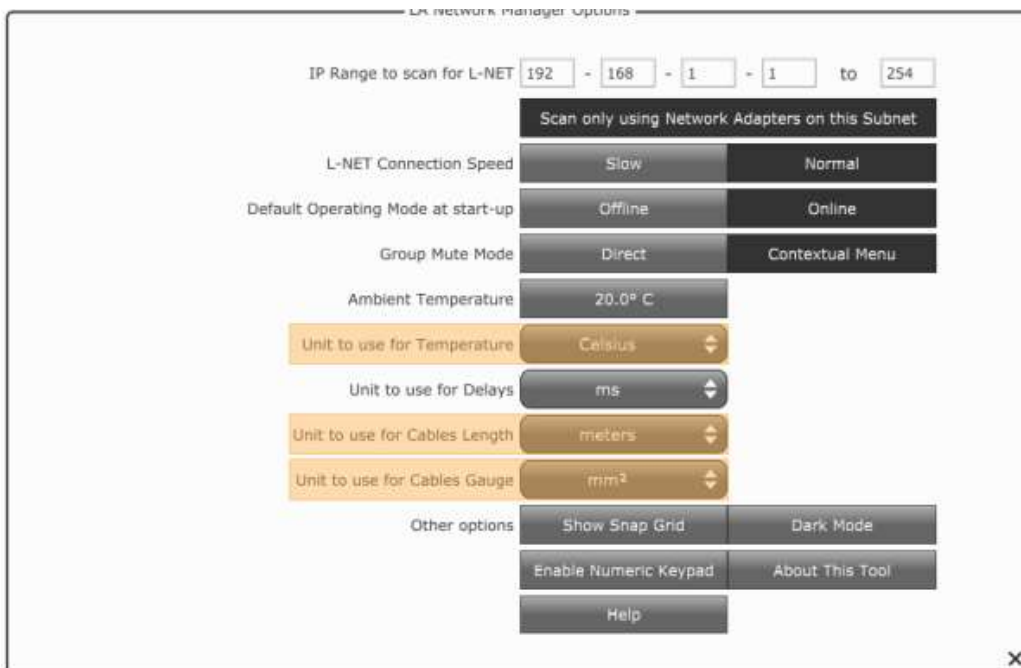 LA Network Manager Options
IP Range to scan for L-NET 192 - 168 - 1 - 1 to 254
Scan only using Network Adapters on this Subnet
L-NET Connection Speed Slow Normal
Default Operating Mode at start-up Offline Online
Group Mute Mode Direct Contextual Menu
Ambient Temperature 20.0° C
Unit to use for Temperature Celsius
Unit to use for Delays ms
Unit to use for Cables Length meters
Unit to use for Cables Gauge mm²
Other options Show Snap Grid Dark Mode
Enable Numeric Keypad About This Tool
Help